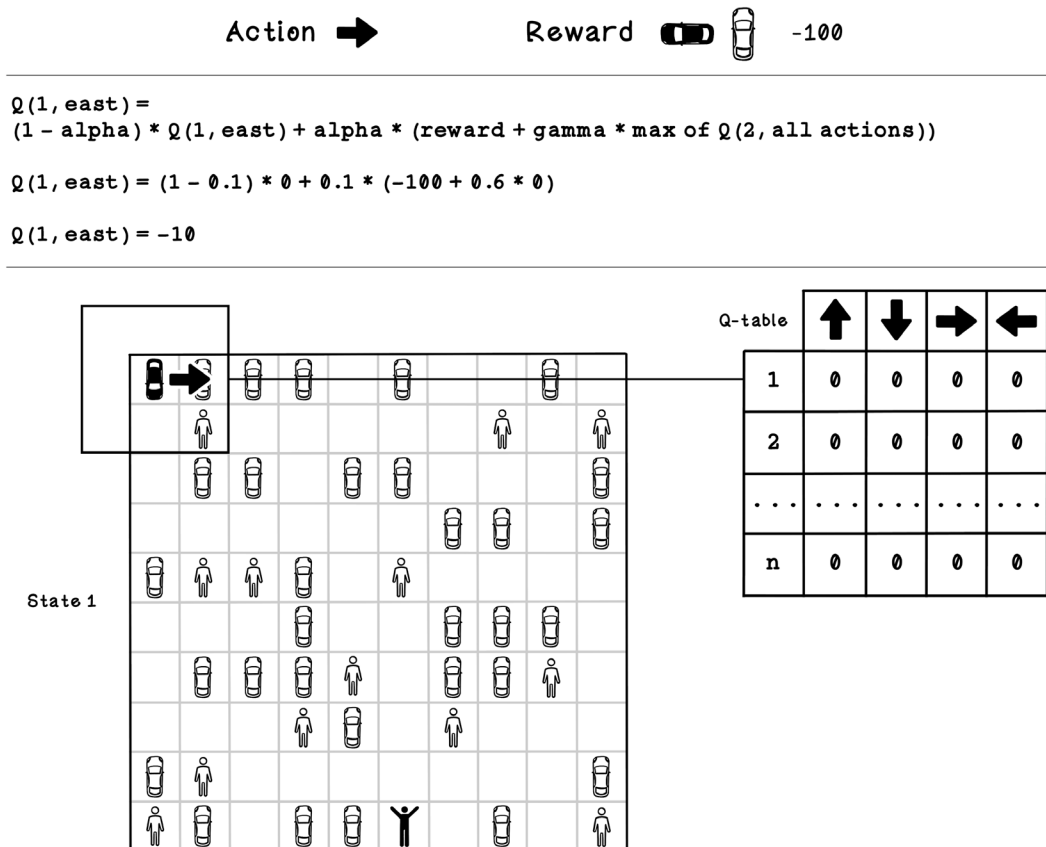 Action
Reward
-100
Q(1, east) =
(1 - alpha) * Q(1, east) + alpha * (reward + gamma * max of Q(2, all actions))
Q(1, east) = (1 - 0.1) * 0 + 0.1 * (-100 + 0.6 * 0)
Q(1, east) = -10
Q-table
1 0 0 0 0
2 0 0 0 0
... ... ... ... ...
n 0 0 0 0
State 1